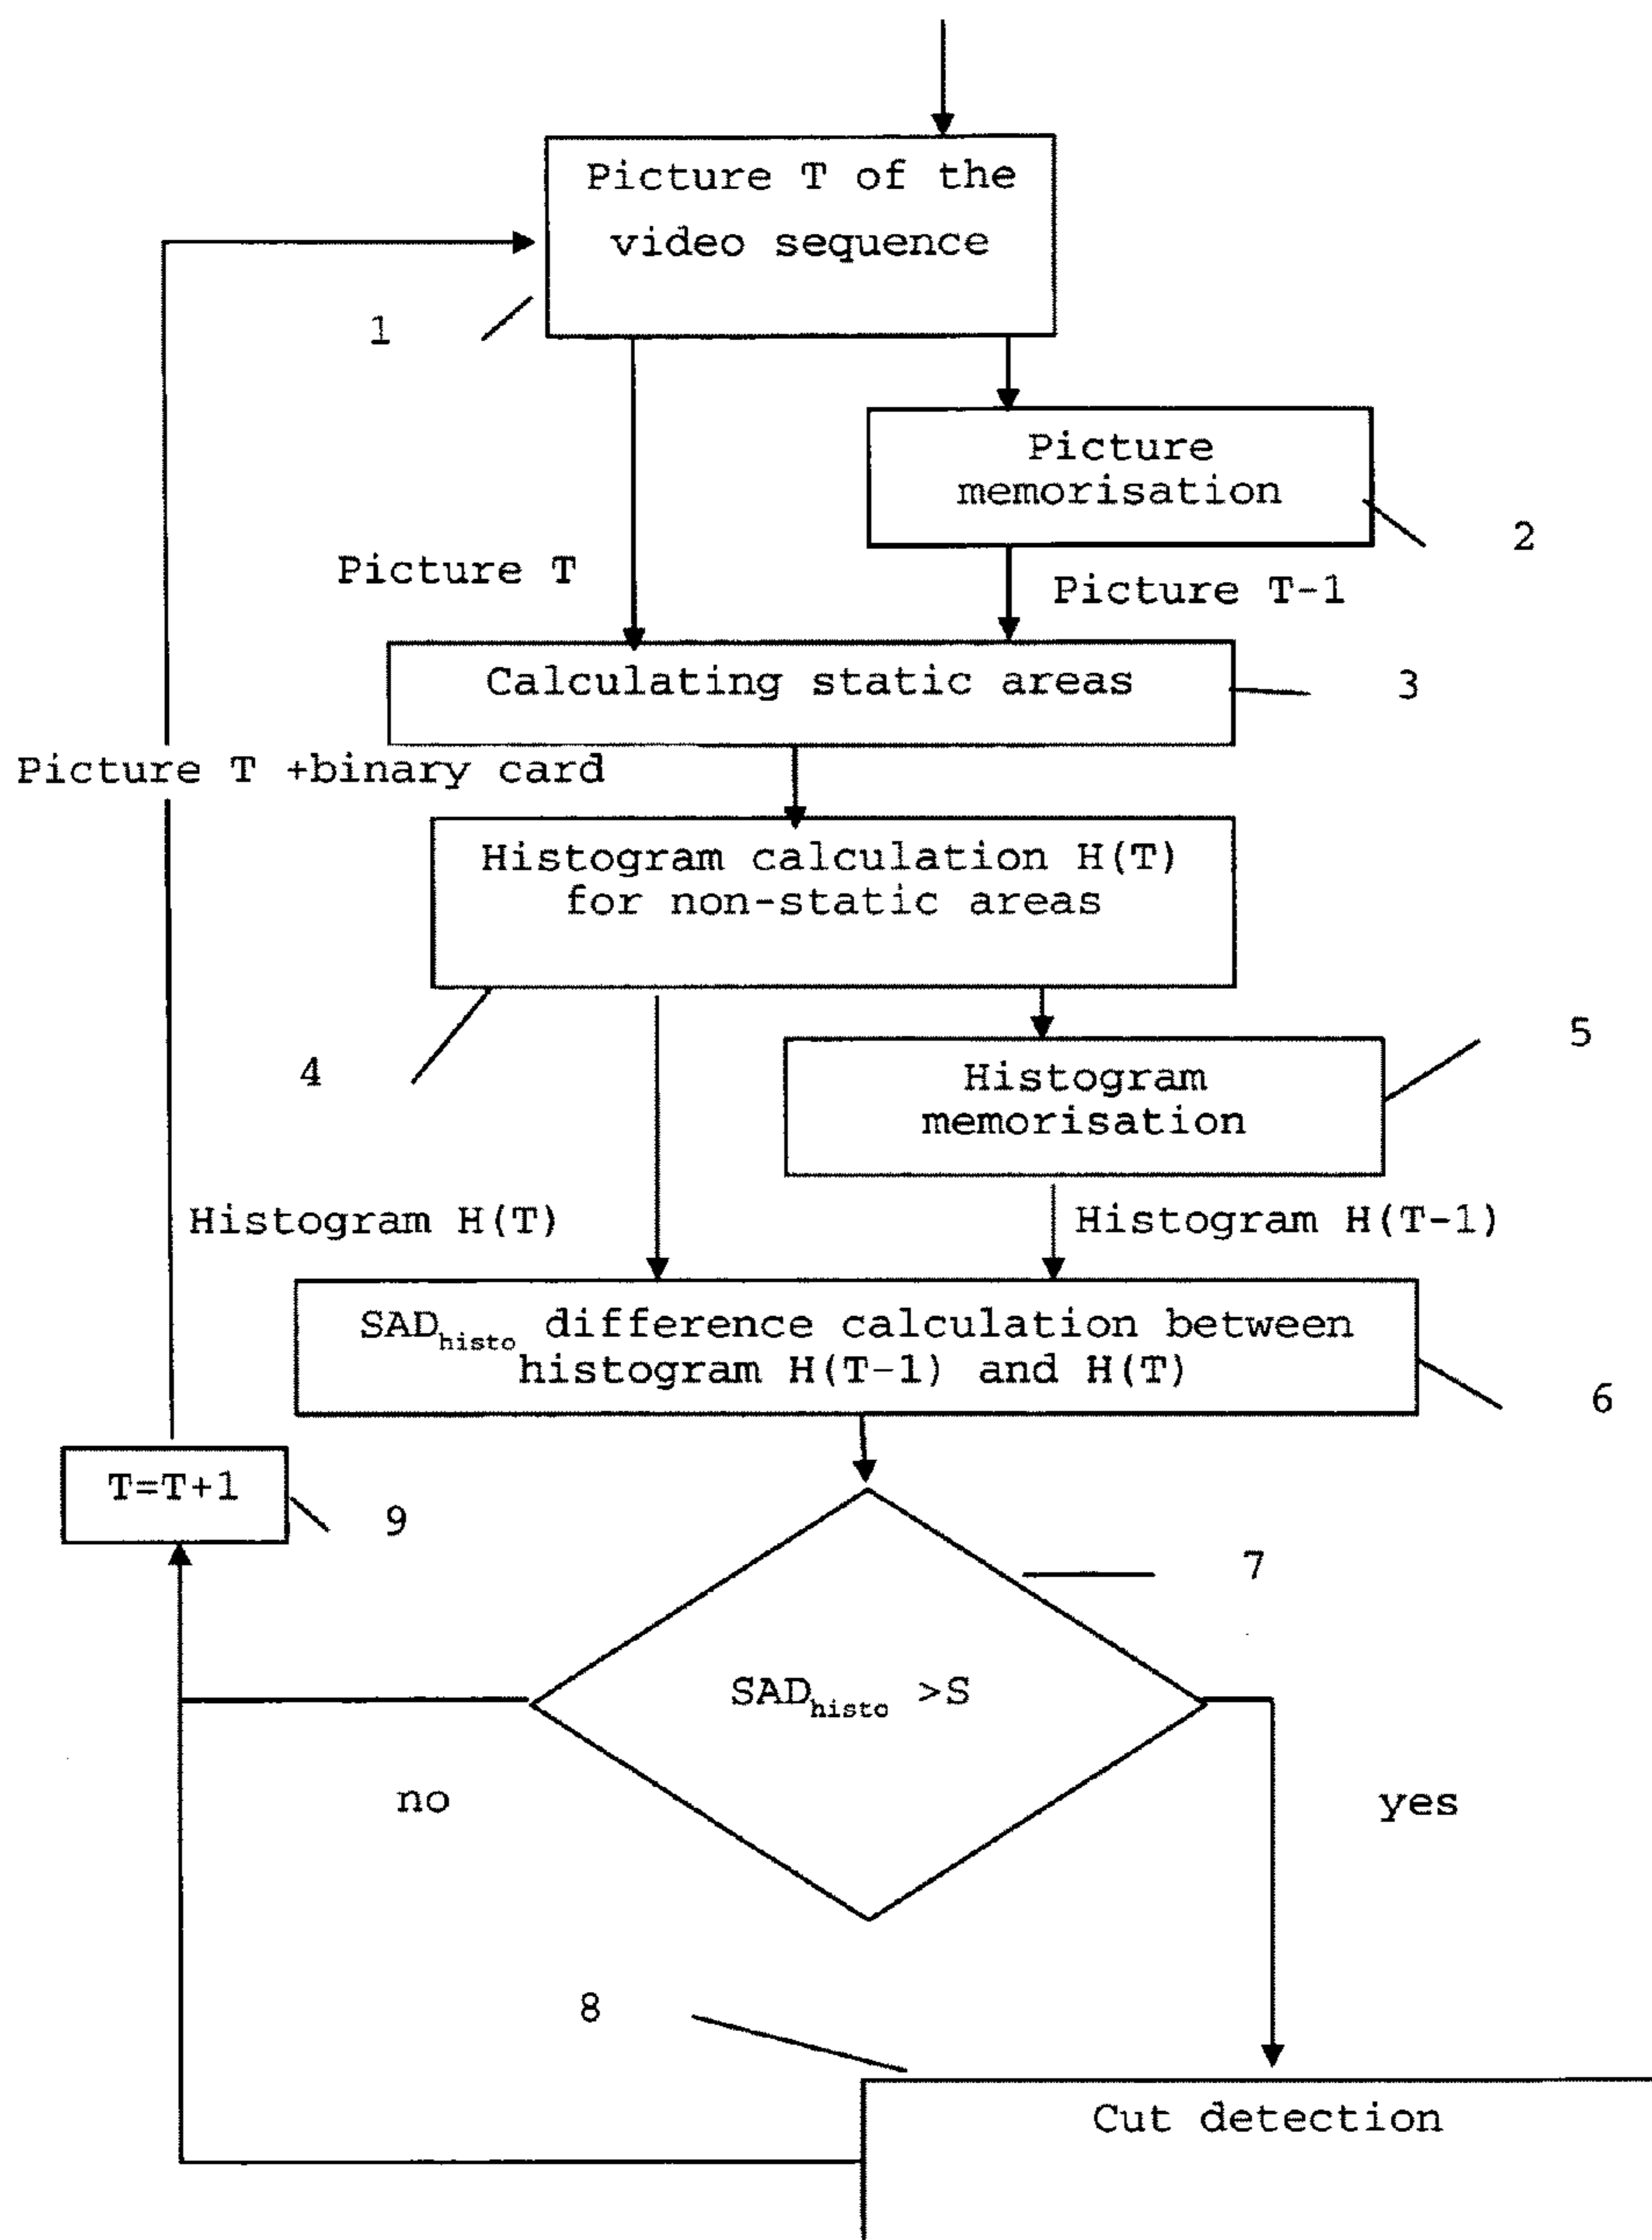 Picture T of the
video sequence
1
Picture
memorisation
2
Picture T
Picture T-1
Calculating static areas
3
Picture T +binary card
Histogram calculation H(T)
for non-static areas
4
5
Histogram
memorisation
Histogram H(T)
Histogram H(T-1)
SADhisto difference calculation between
histogram H(T-1) and H(T)
6
T=T+1
9
7
SADhisto >S
no
yes
8
Cut detection